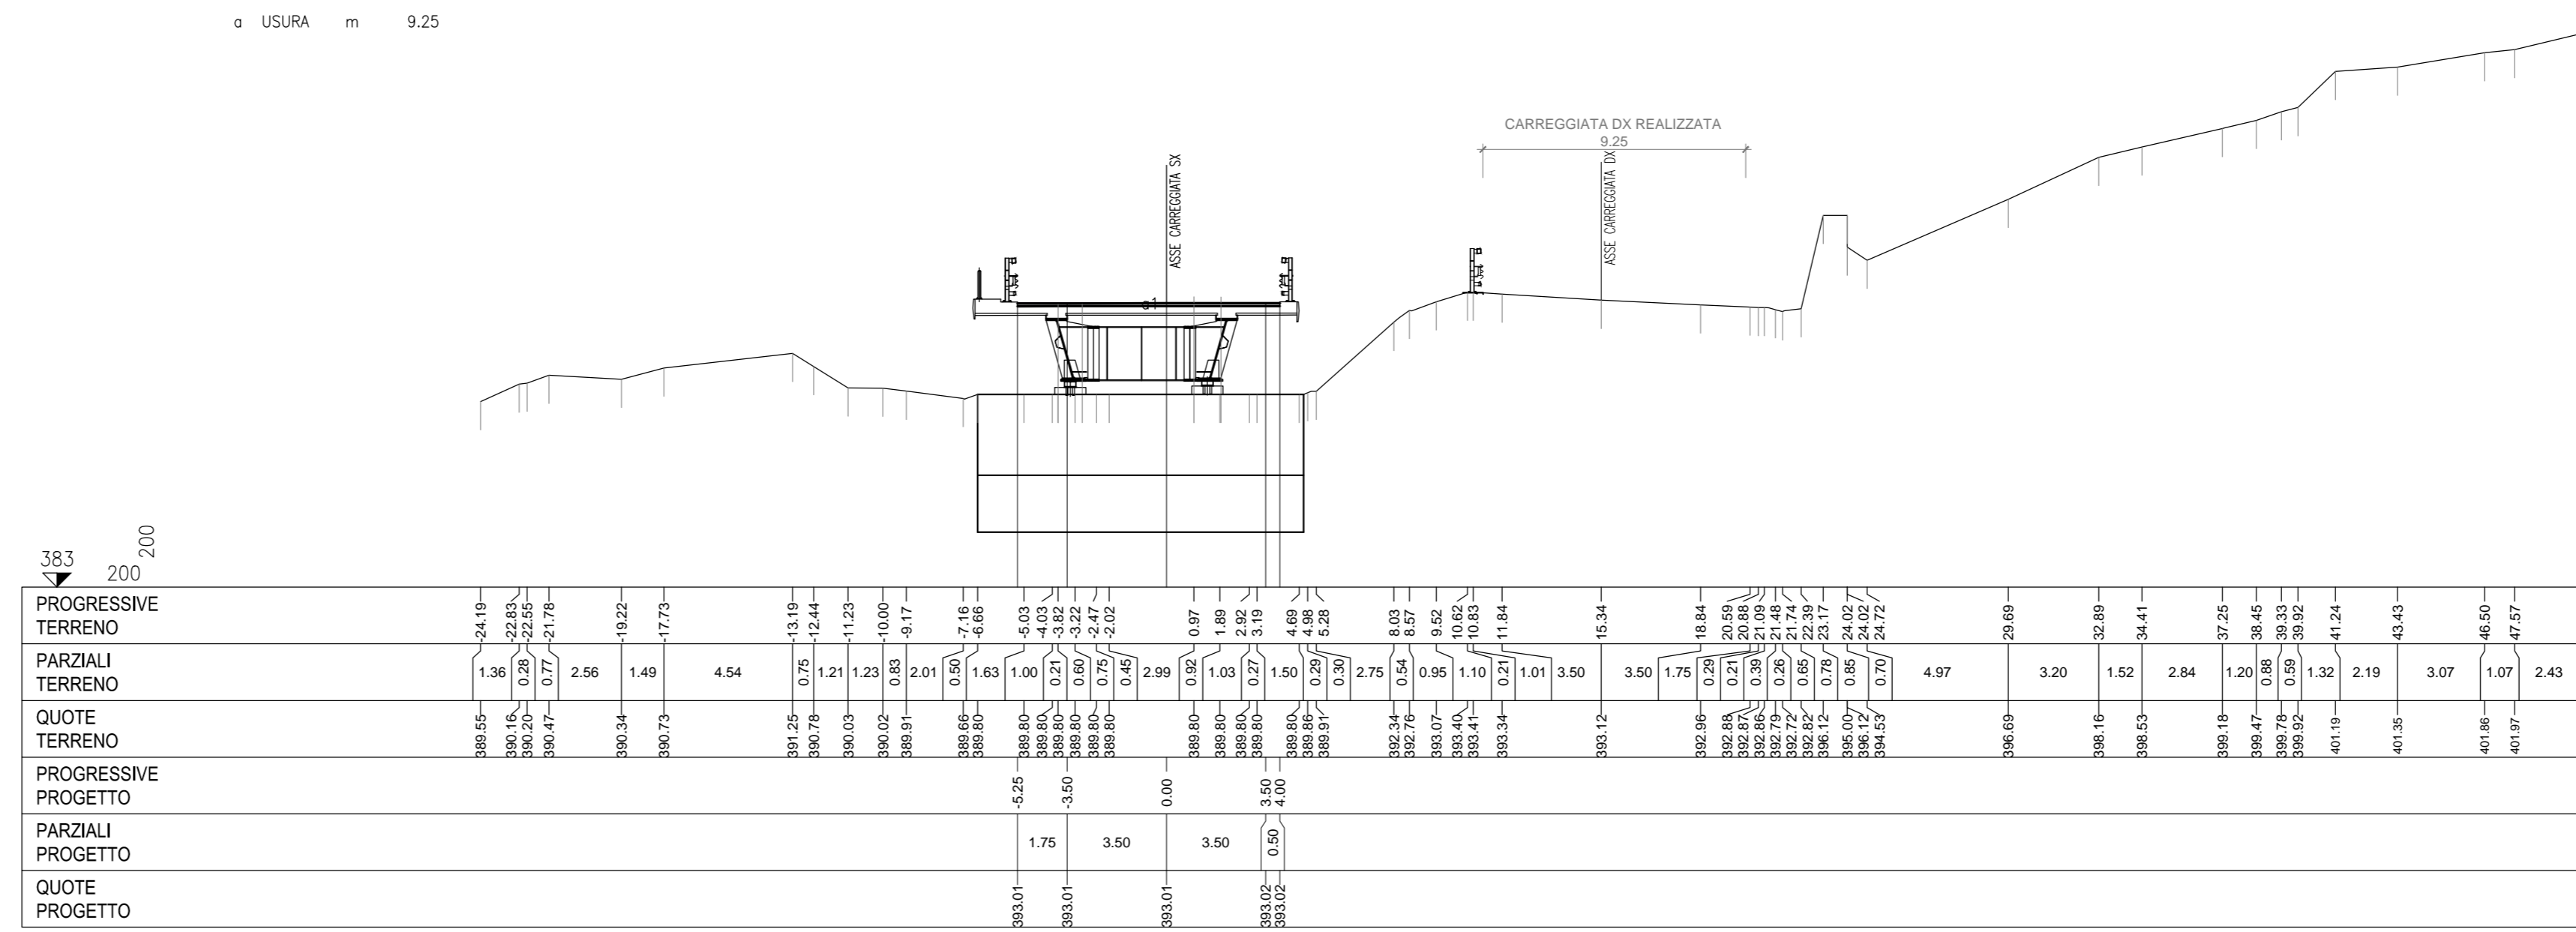 a USURA m 9.25
CARREGGIATA DX REALIZZATA
9.25
ASSE CARREGGIATA SX
ASSE CARREGGIATA DX
a1
383
200
200
PROGRESSIVE TERRENO
-24.19 -22.83 -22.55 -21.78 -19.22 -17.73 -13.19 -12.44 -11.23 -10.00 -9.17 -7.16 -6.66 -5.03 -4.03 -3.82 -3.22 -2.47 -2.02 0.97 1.89 2.92 3.19 4.69 4.98 5.28 8.03 8.57 9.52 10.62 10.83 11.84 15.34 18.84 20.59 20.88 21.09 21.48 21.74 22.39 23.17 24.02 24.02 24.72 29.69 32.89 34.41 37.25 38.45 39.33 39.92 41.24 43.43 46.50 47.57
PARZIALI TERRENO
1.36 0.28 0.77 2.56 1.49 4.54 0.75 1.21 1.23 0.83 2.01 0.50 1.63 1.00 0.21 0.60 0.75 0.45 2.99 0.92 1.03 0.27 1.50 0.29 0.30 2.75 0.54 0.95 1.10 0.21 1.01 3.50 3.50 1.75 0.29 0.21 0.39 0.26 0.65 0.78 0.85 0.70 4.97 3.20 1.52 2.84 1.20 0.88 0.59 1.32 2.19 3.07 1.07 2.43
QUOTE TERRENO
389.55 390.16 390.20 390.47 390.34 390.73 391.25 390.78 390.03 390.02 389.91 389.66 389.80 389.80 389.80 389.80 389.80 389.80 389.80 389.80 389.80 389.80 389.80 389.80 389.86 389.91 392.34 392.76 393.07 393.40 393.41 393.34 393.12 392.96 392.88 392.87 392.86 392.79 392.72 392.82 396.12 395.00 396.12 394.53 396.69 398.16 398.53 399.18 399.47 399.78 399.92 401.19 401.35 401.86 401.97
PROGRESSIVE PROGETTO
-5.25 -3.50 0.00 3.50 4.00
PARZIALI PROGETTO
1.75 3.50 3.50 0.50
QUOTE PROGETTO
393.01 393.01 393.01 393.02 393.02